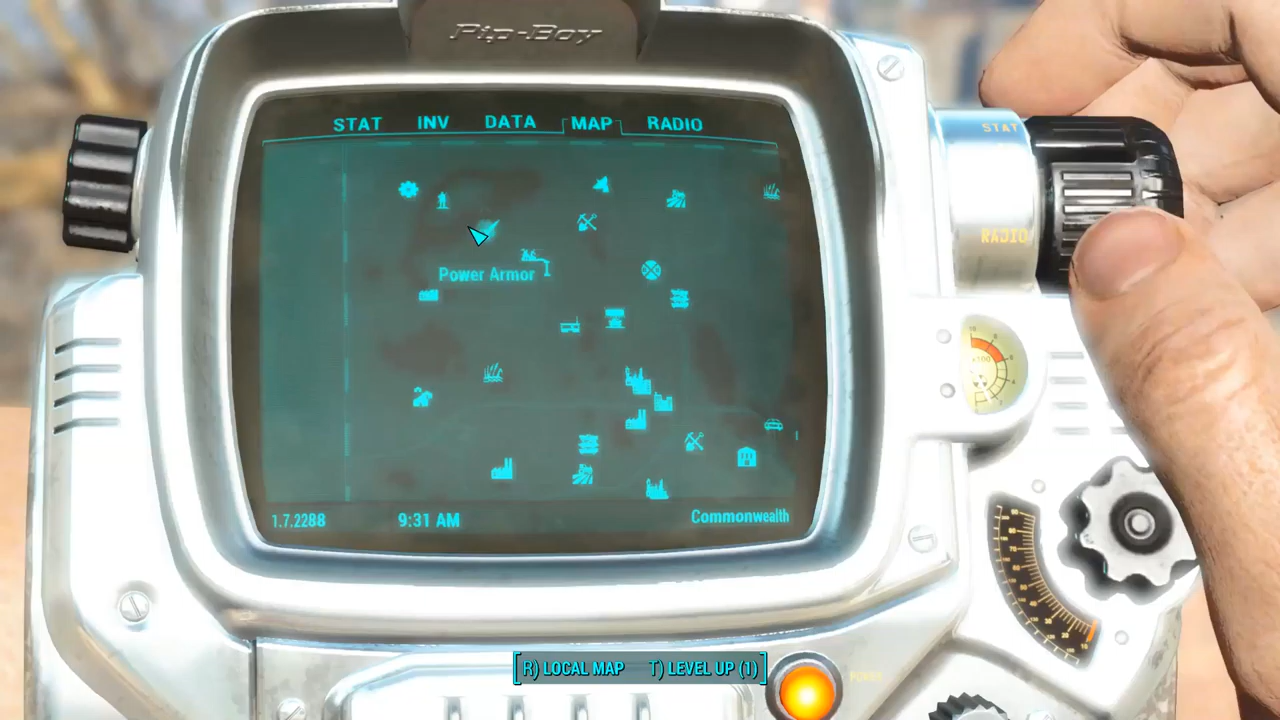 Pip-Boy
STAT INV DATA MAP RADIO
STAT
RADIO
Power Armor
1.7.2288 9:31 AM Commonwealth
R) LOCAL MAP T) LEVEL UP (1)